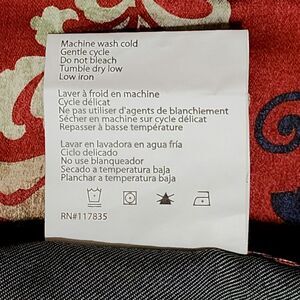 Machine wash cold
Gentle cycle
Do not bleach
Tumble dry low
Low iron
Laver à froid en machine
Cycle délicat
Ne pas utiliser d'agents de blanchiement
Sécher en machine sur cycle délicat
Repasser à basse température
Lavar en lavadora en agua fría
Ciclo delicado
No use blanqueador
Secado a temperatura baja
Planchar a temperatura baja
RN#117835